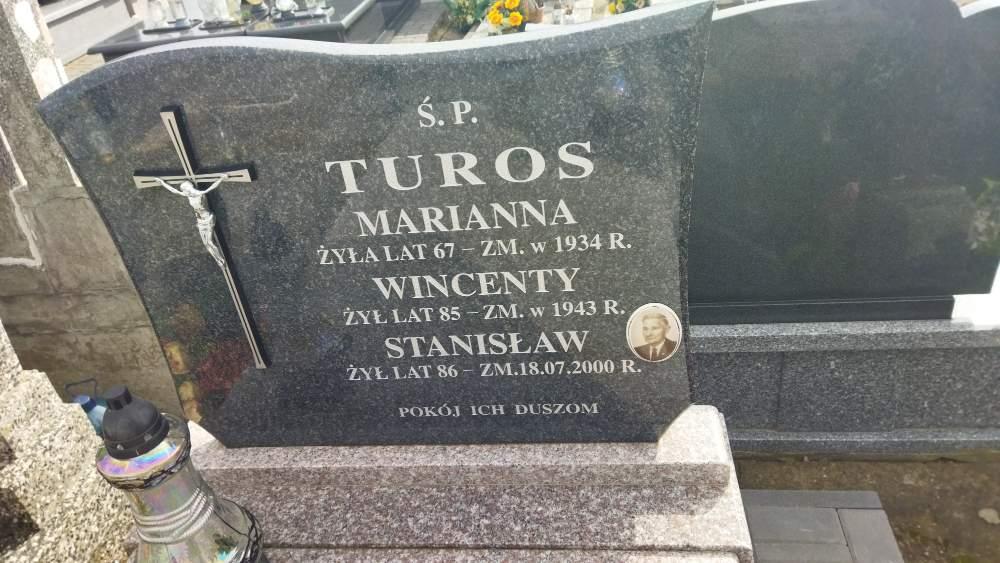 Ś. P.
TUROS
MARIANNA
ŻYŁA LAT 67 – ZM. w 1934 R.
WINCENTY
ŻYŁ LAT 85 – ZM. w 1943 R.
STANISŁAW
ŻYŁ LAT 86 – ZM.18.07.2000 R.
POKÓJ ICH DUSZOM